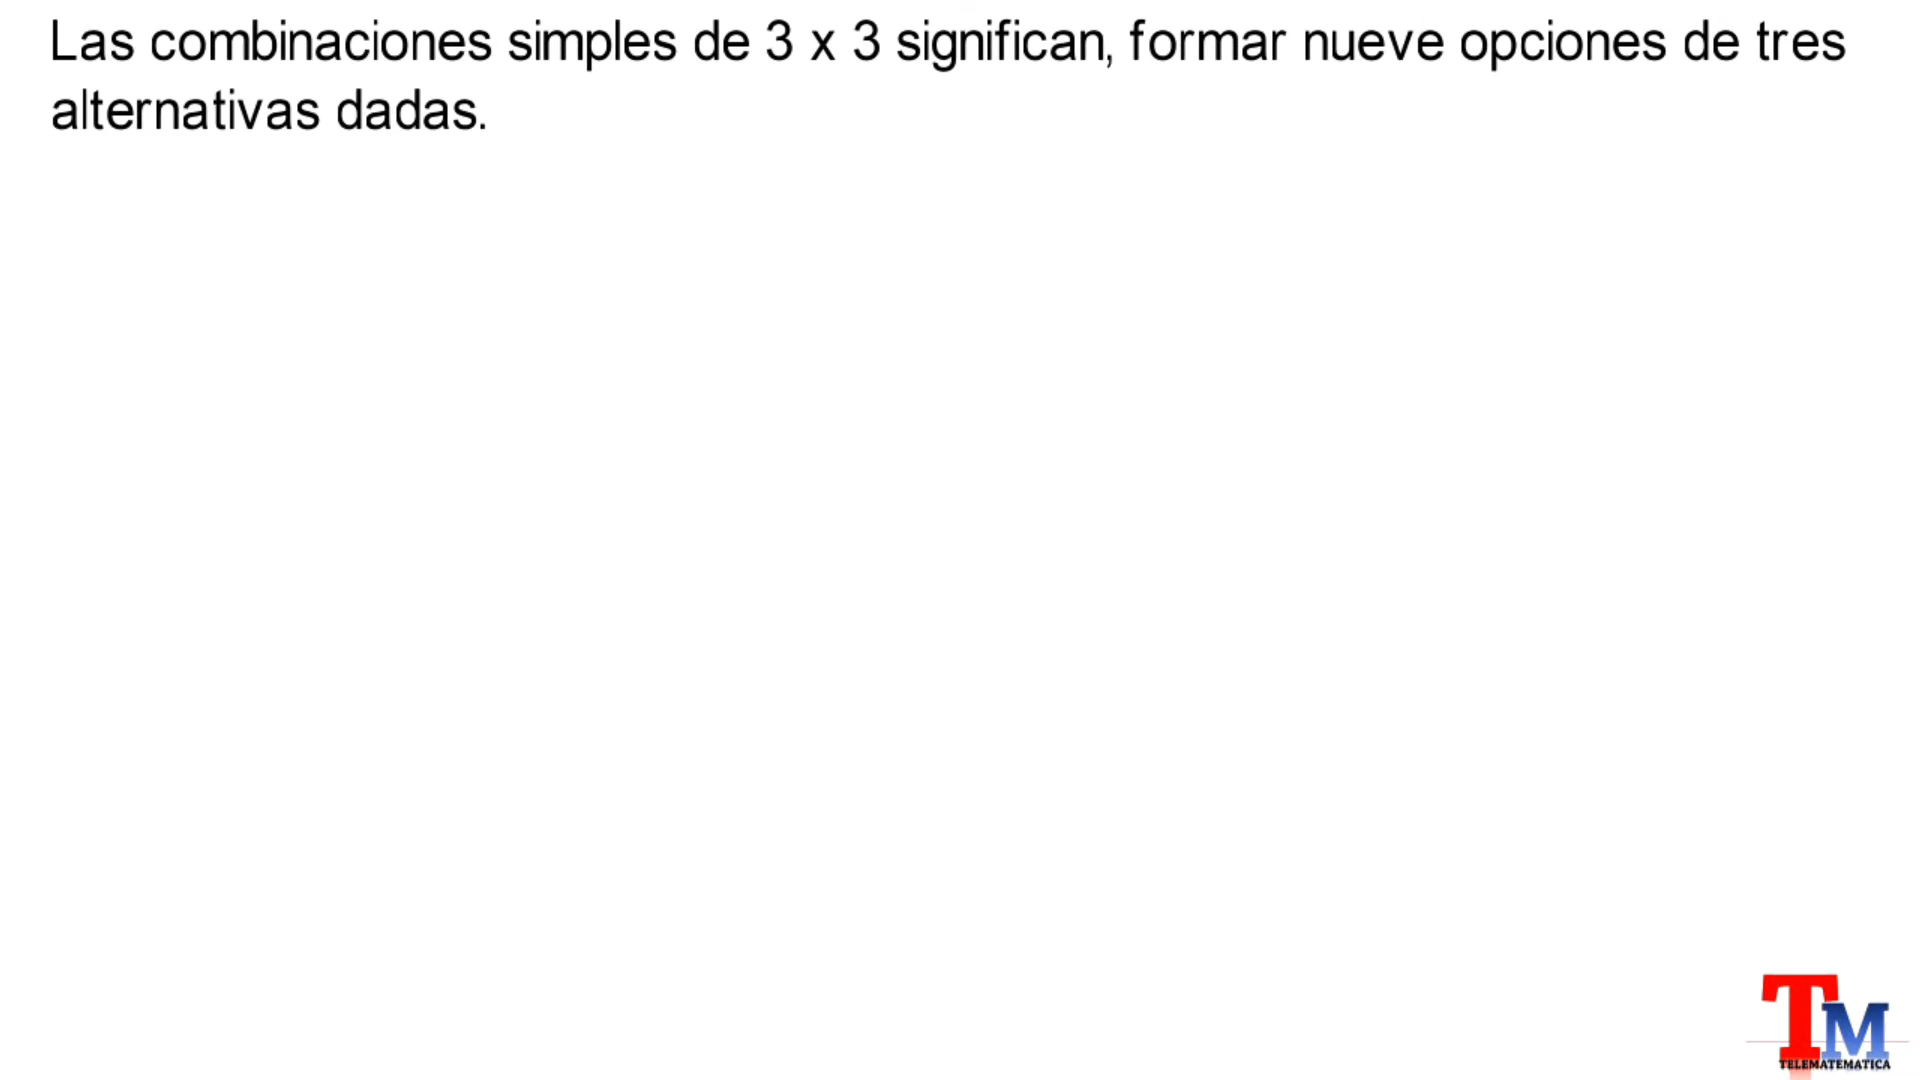 Las combinaciones simples de 3 x 3 significan, formar nueve opciones de tres
alternativas dadas.
TM
TELEMATEMATICA